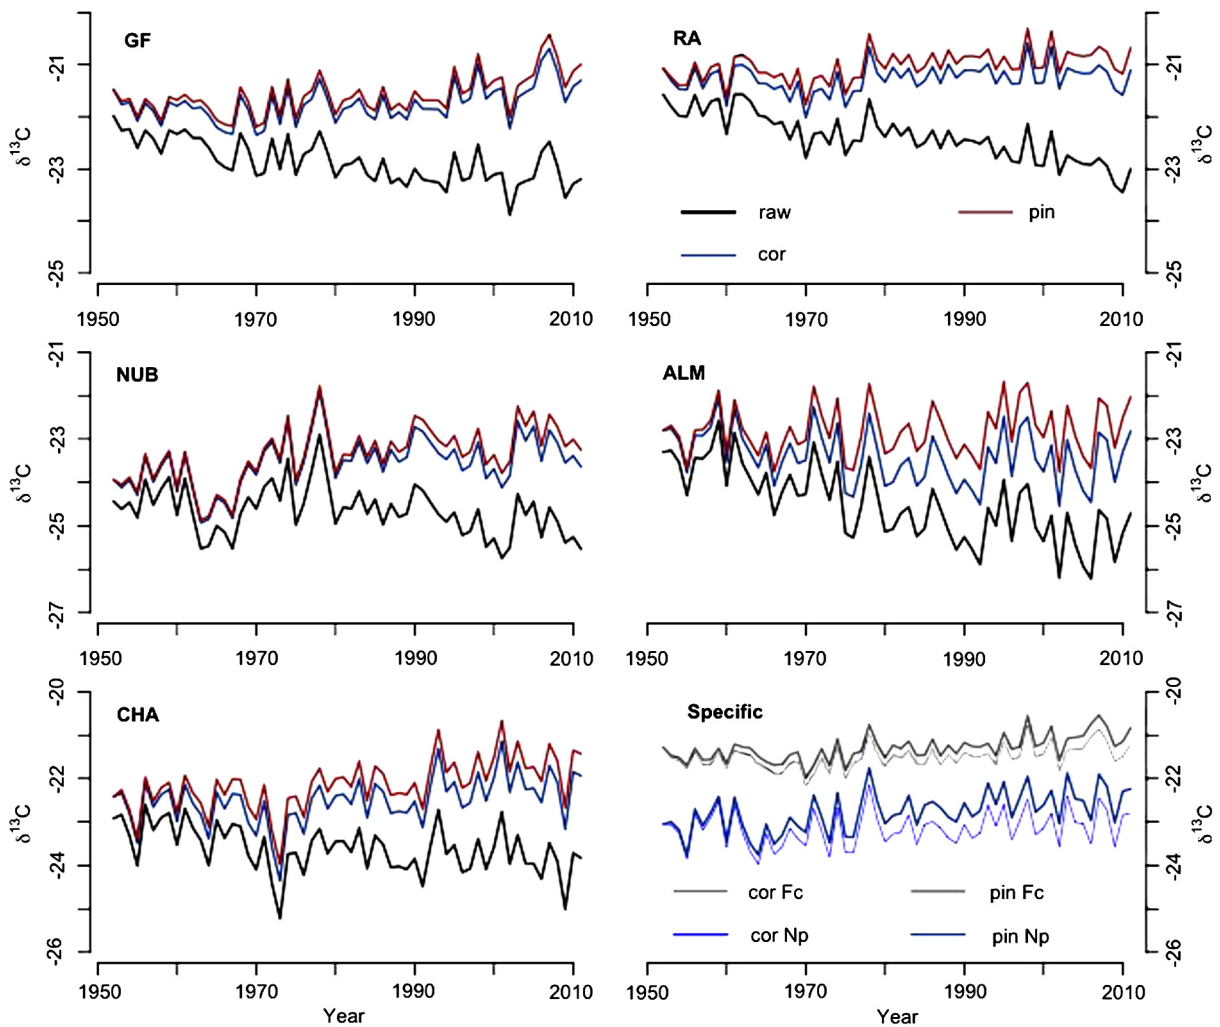 GF
δ13C
-21
-23
-25
1950
1970
1990
2010
RA
raw
pin
cor
δ13C
-21
-23
-25
1950
1970
1990
2010
NUB
δ13C
-21
-23
-25
-27
1950
1970
1990
2010
ALM
δ13C
-21
-23
-25
-27
1950
1970
1990
2010
CHA
δ13C
-20
-22
-24
-26
1950
1970
1990
2010
Year
Specific
cor Fc
pin Fc
cor Np
pin Np
δ13C
-20
-22
-24
-26
1950
1970
1990
2010
Year